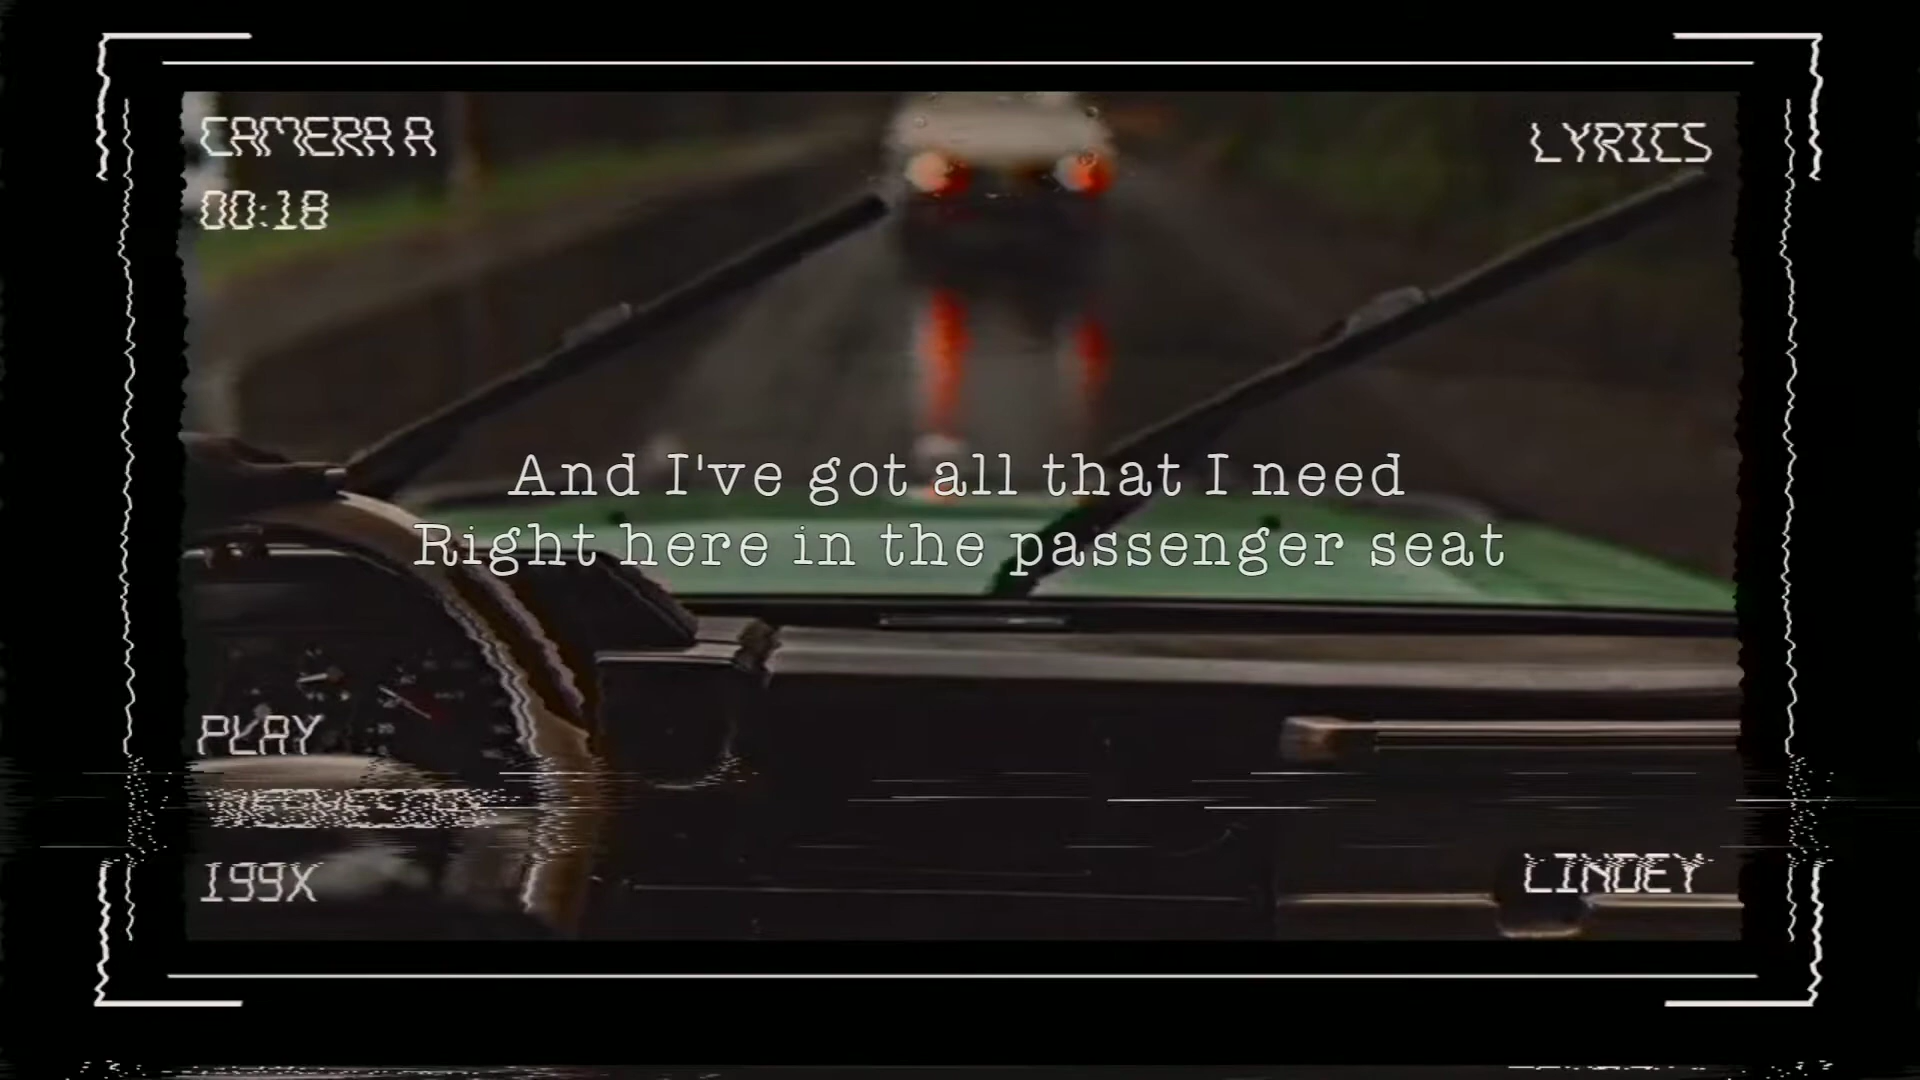 CAMERA A
LYRICS
00:18
And I've got all that I need
Right here in the passenger seat
PLAY
199X
LINDEY